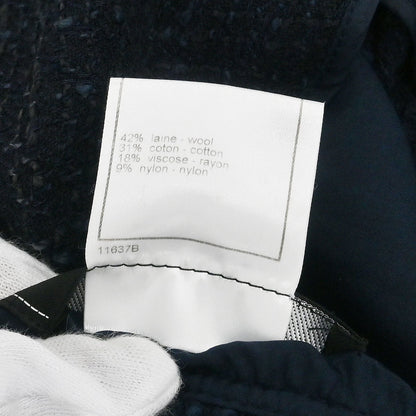 42% laine - wool
31% coton - cotton
18% viscose - rayon
9% nylon - nylon
11637B